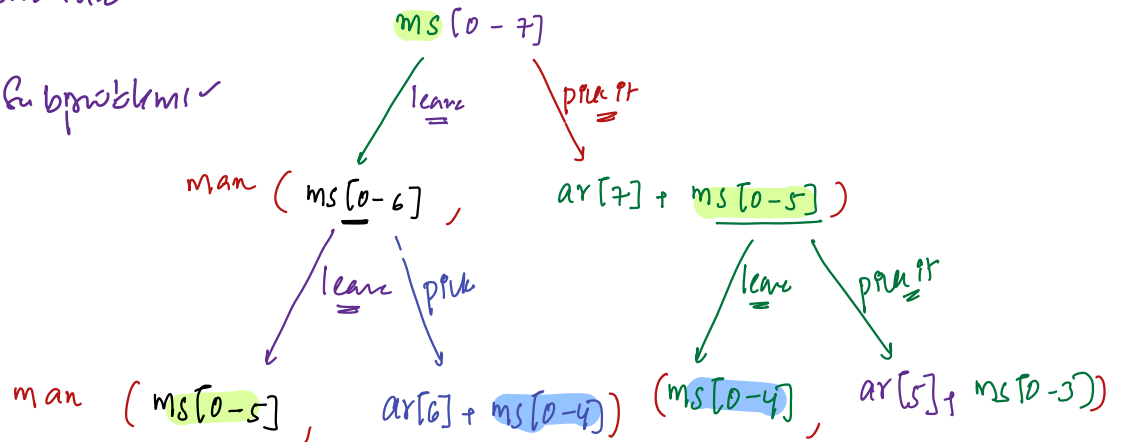 ms [0-7]
Subproblems ✓
leave pick it
max ( ms[0-6] , ar[7] + ms[0-5] )
leave pick leave pick it
max ( ms[0-5] , ar[6] + ms[0-4] ) ( ms[0-4] , ar[5] + ms[0-3] ) )